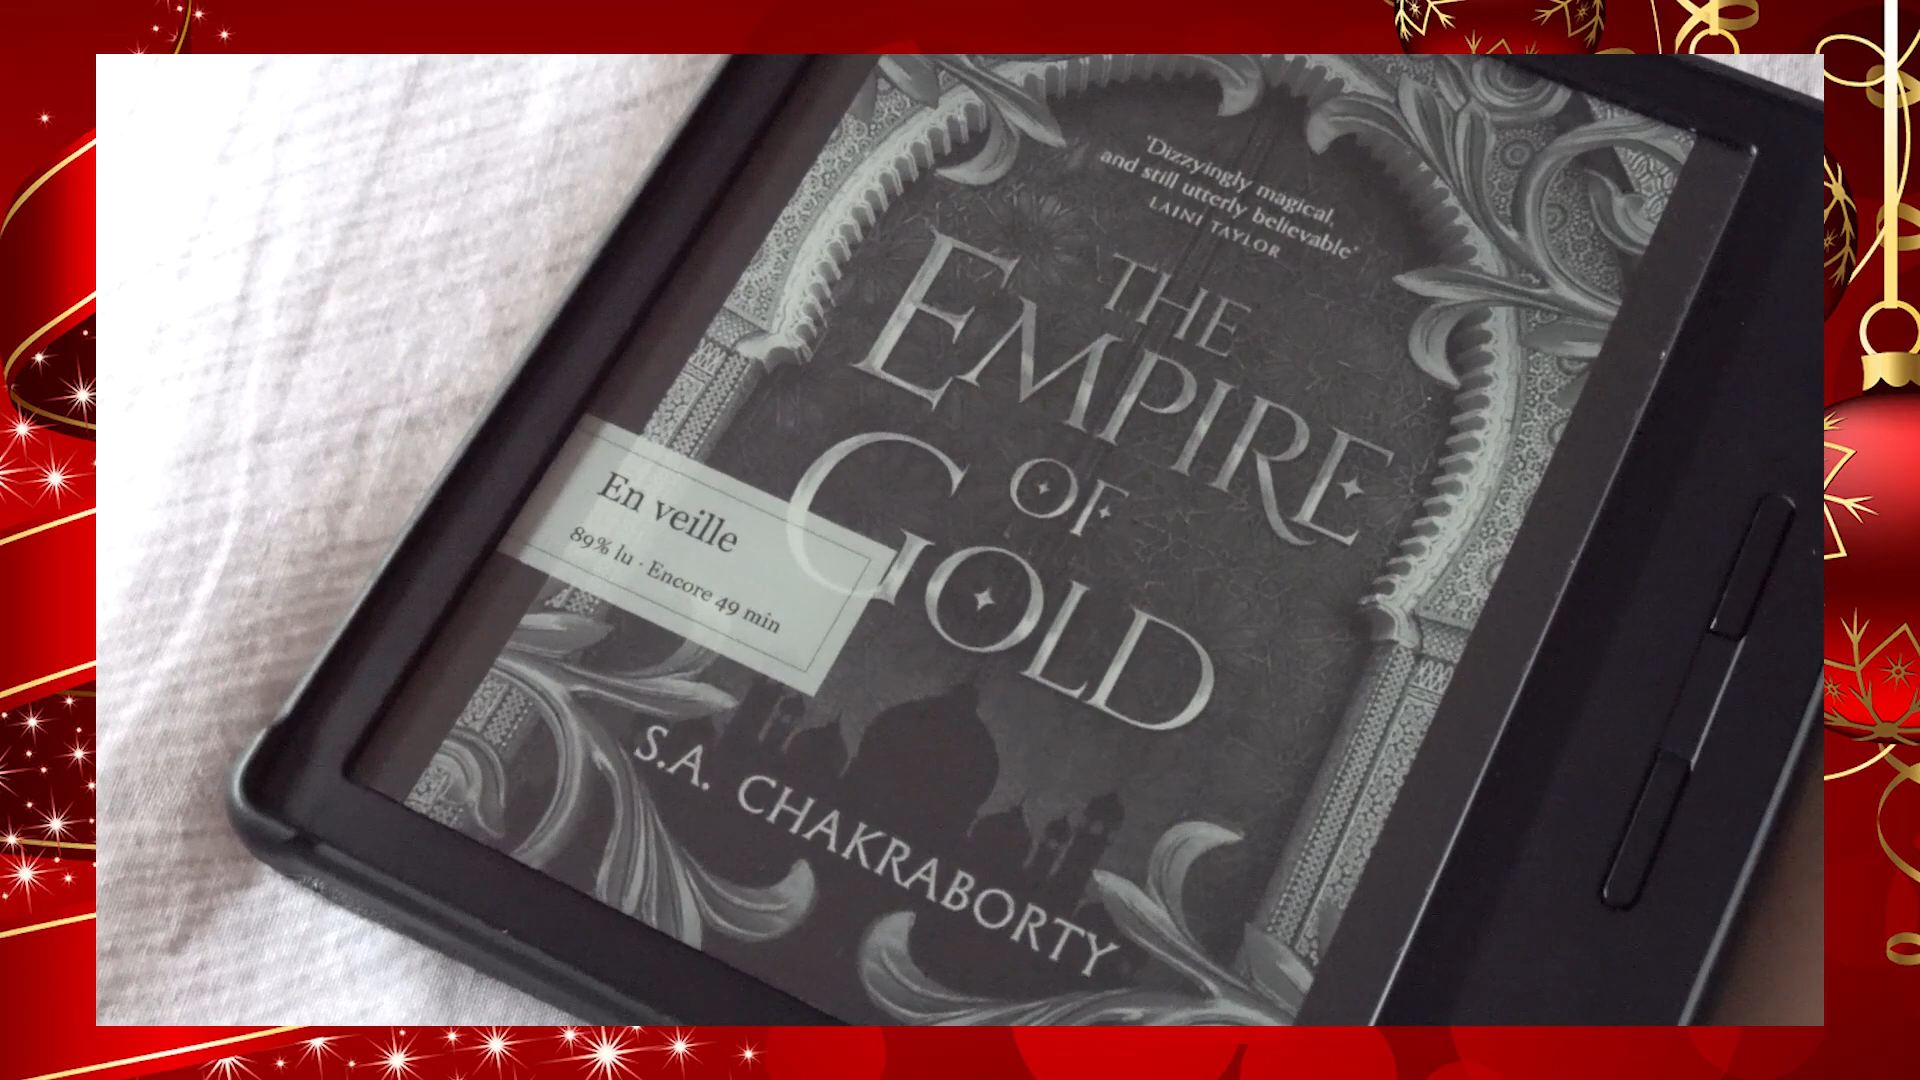 'Dizzyingly magical,
and still utterly believable'
LAINI TAYLOR
THE
EMPIRE
OF
GOLD
En veille
89% lu · Encore 49 min
S.A. CHAKRABORTY